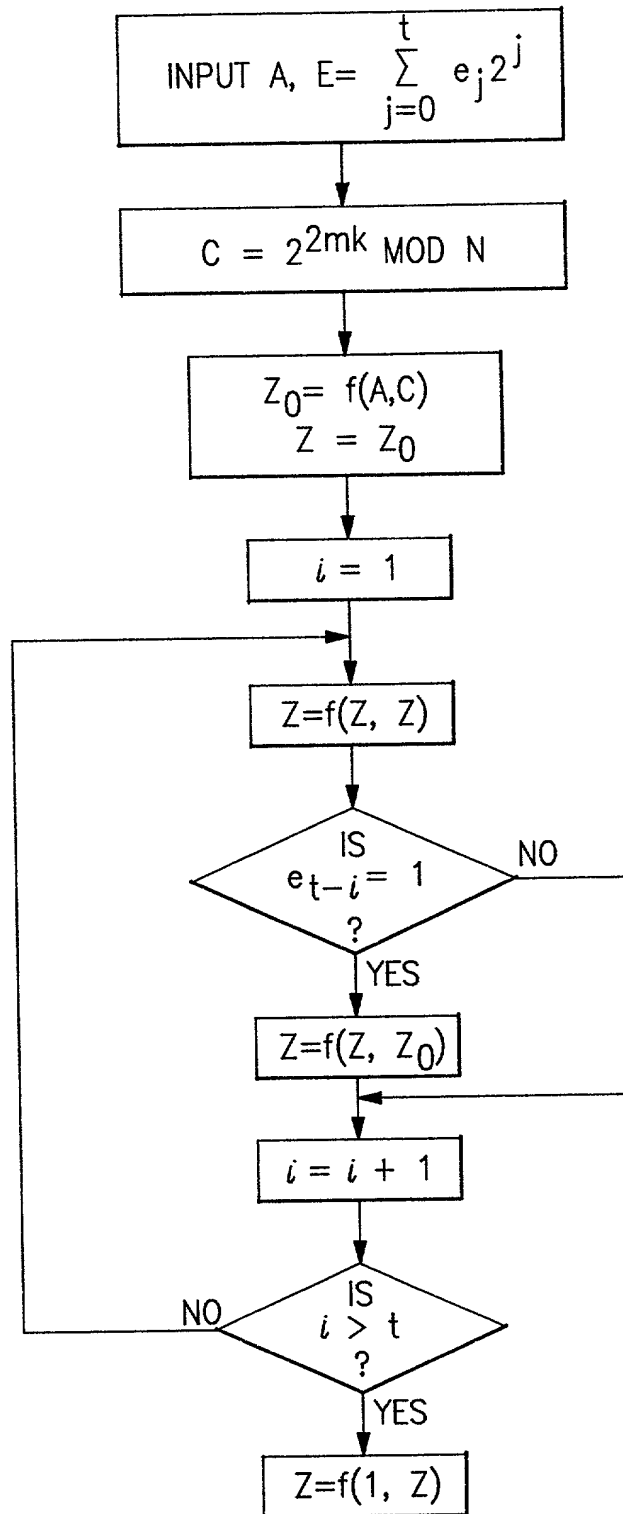 t
INPUT A, E= ∑ e_j 2^j
j=0
C = 2^{2mk} MOD N
Z_0= f(A,C)
Z = Z_0
i = 1
Z=f(Z, Z)
IS
e_{t-i}= 1
?
NO
YES
Z=f(Z, Z_0)
i = i + 1
IS
i > t
?
NO
YES
Z=f(1, Z)